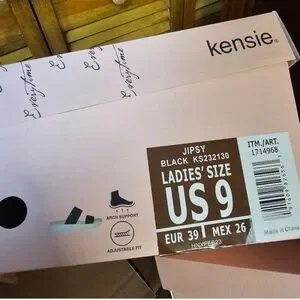 kensie®
Everytime
Everytime
Everytime
JIPSY
BLACK KS232130
LADIES' SIZE
US 9
EUR 39 MEX 26
HNXFEB23
ITM./ART.
1714968
Made in China
ARCH SUPPORT
ADJUSTABLE FIT